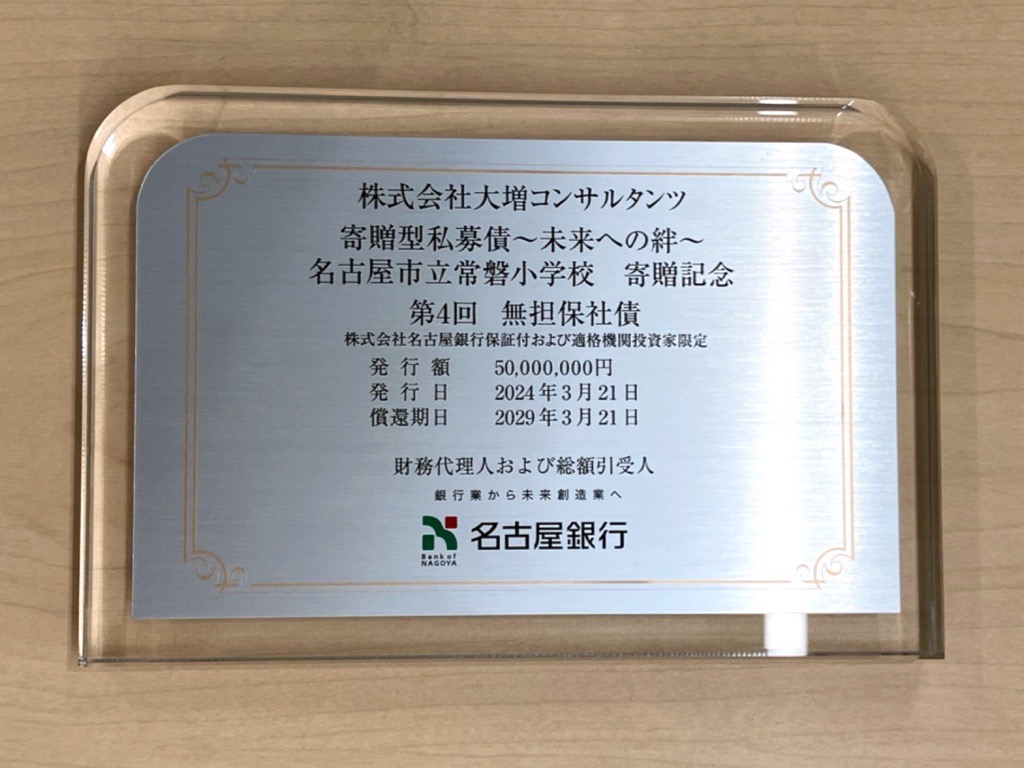 株式会社大増コンサルタンツ
寄贈型私募債～未来への絆～
名古屋市立常磐小学校　寄贈記念
第4回　無担保社債
株式会社名古屋銀行保証付および適格機関投資家限定
発行額　50,000,000円
発行日　2024年3月21日
償還期日　2029年3月21日
財務代理人および総額引受人
銀行業から未来創造業へ
Bank of NAGOYA 名古屋銀行